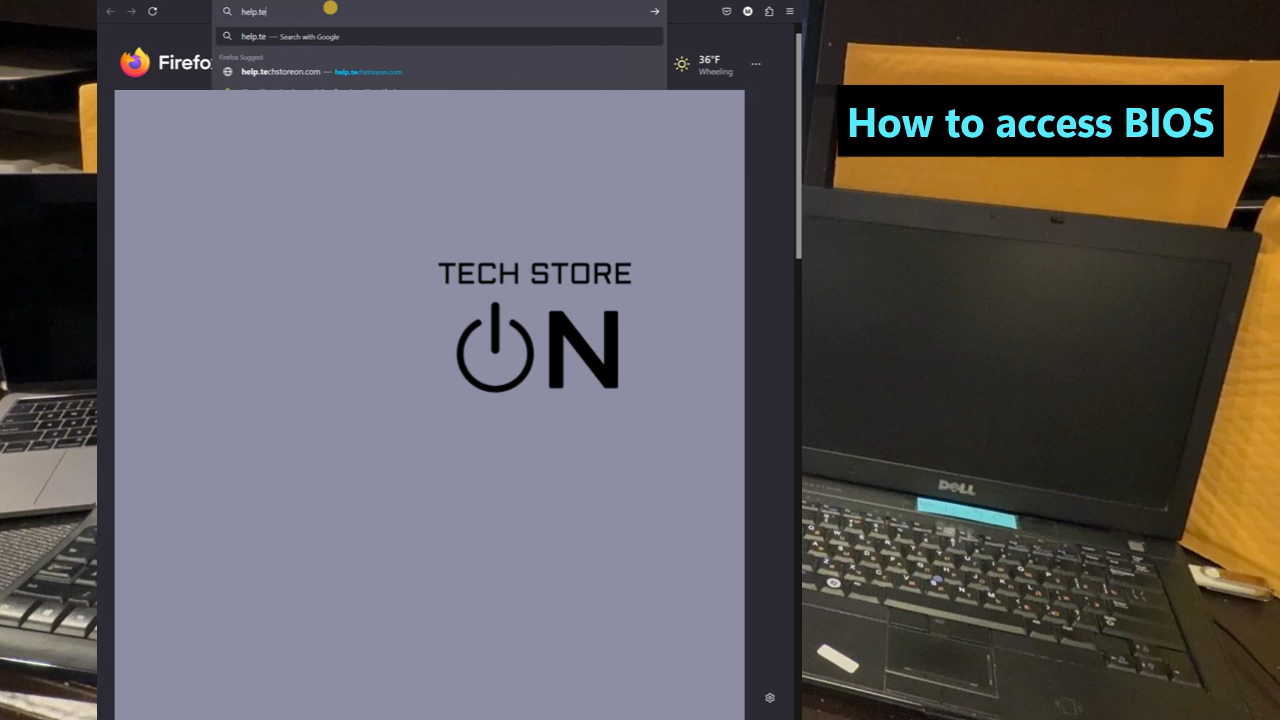 help.te
help.te — Search with Google
Firefox Suggest
help.techstoreon.com — help.techstoreon.com
Firefo
36°F
Wheeling
How to access BIOS
TECH STORE
ON
DELL